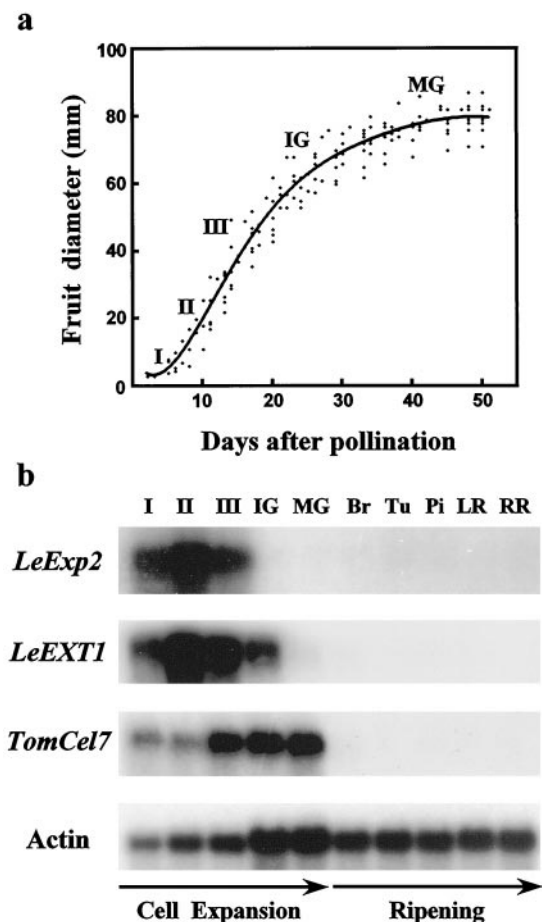 a
100
80
60
40
20
0
Fruit diameter (mm)
I
II
III
IG
MG
10 20 30 40 50
Days after pollination
b
I II III IG MG Br Tu Pi LR RR
LeExp2
LeEXT1
TomCel7
Actin
Cell Expansion Ripening